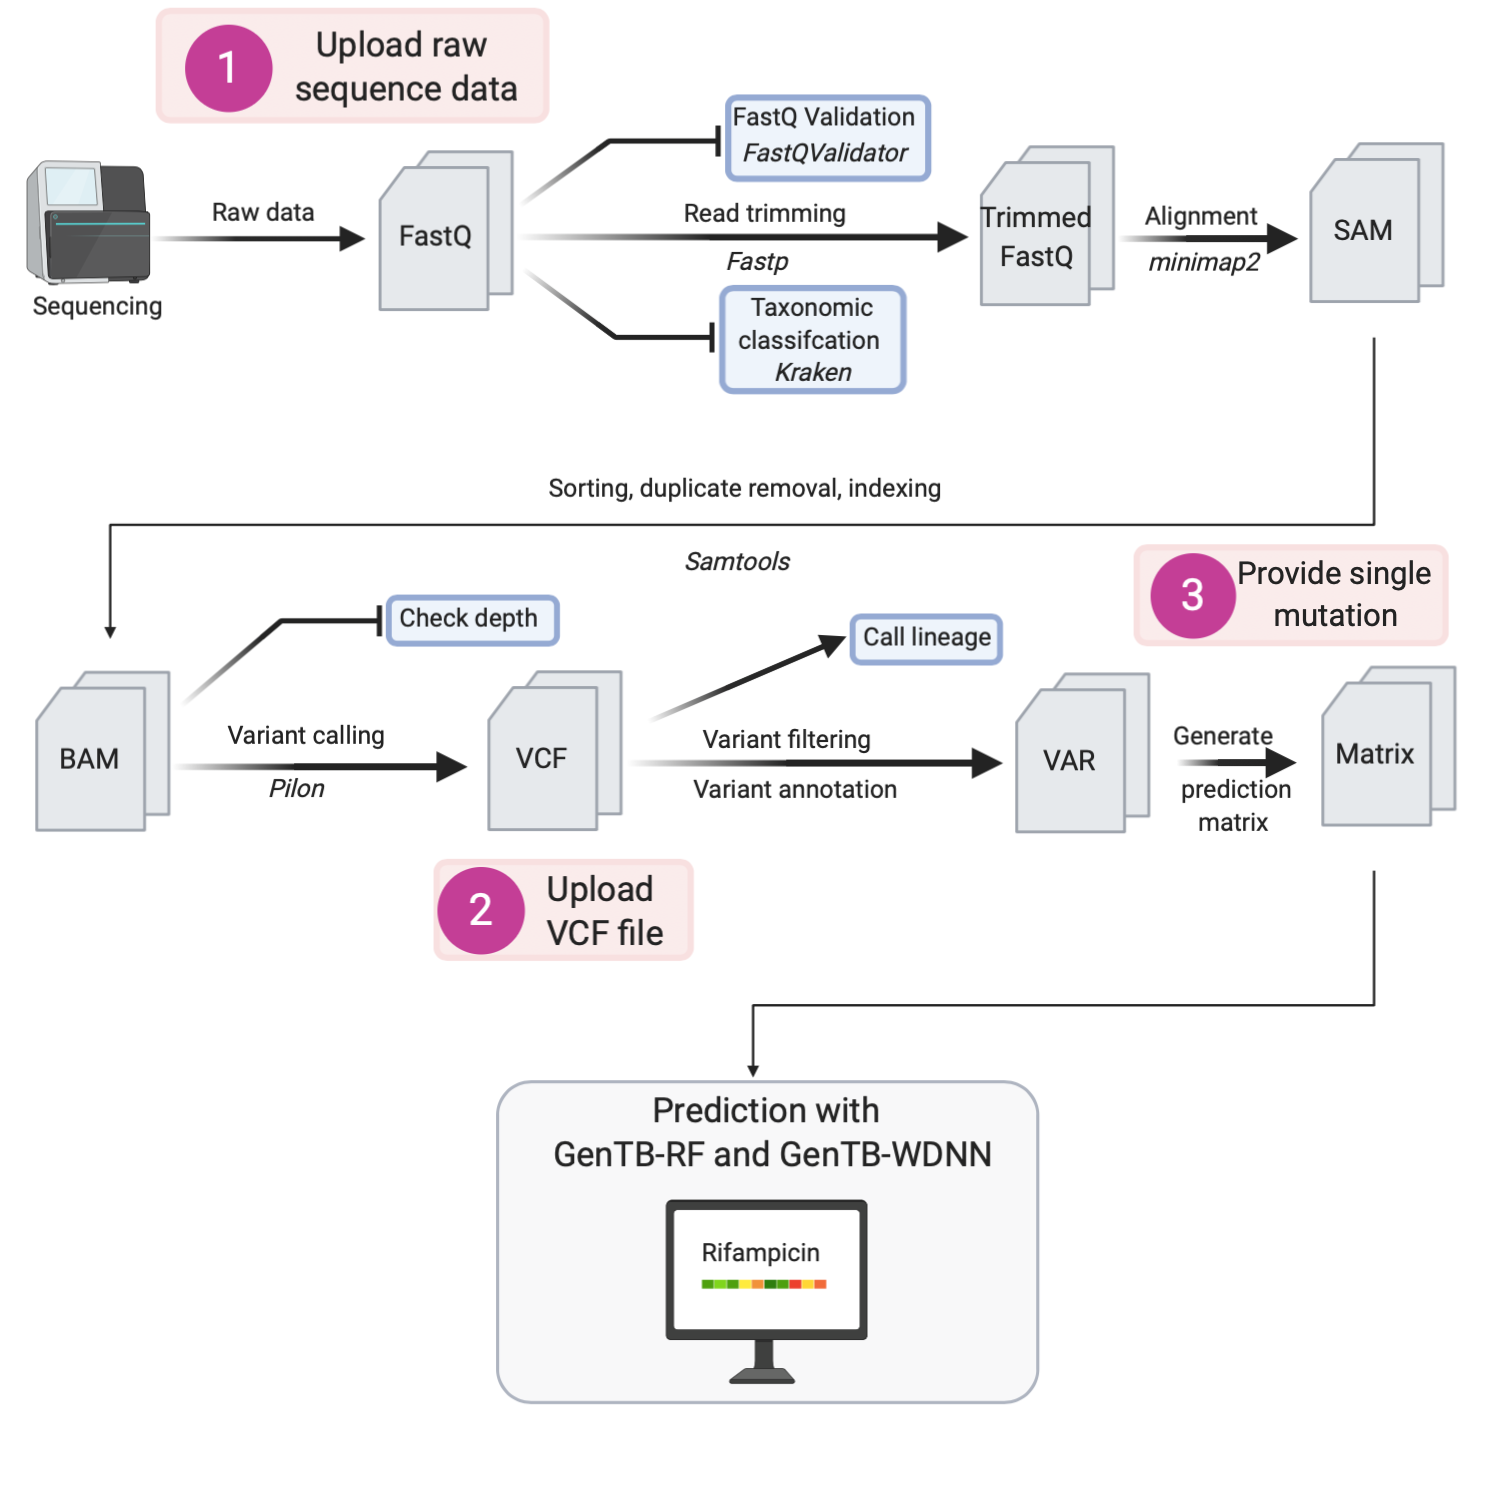 1
Upload raw
sequence data
FastQ Validation
FastQValidator
Raw data
Sequencing
FastQ
Read trimming
Fastp
Taxonomic
classifcation
Kraken
Trimmed
FastQ
Alignment
minimap2
SAM
Sorting, duplicate removal, indexing
Samtools
3
Provide single
mutation
Check depth
Call lineage
BAM
Variant calling
Pilon
VCF
Variant filtering
Variant annotation
VAR
Generate
prediction
matrix
Matrix
2
Upload
VCF file
Prediction with
GenTB-RF and GenTB-WDNN
Rifampicin